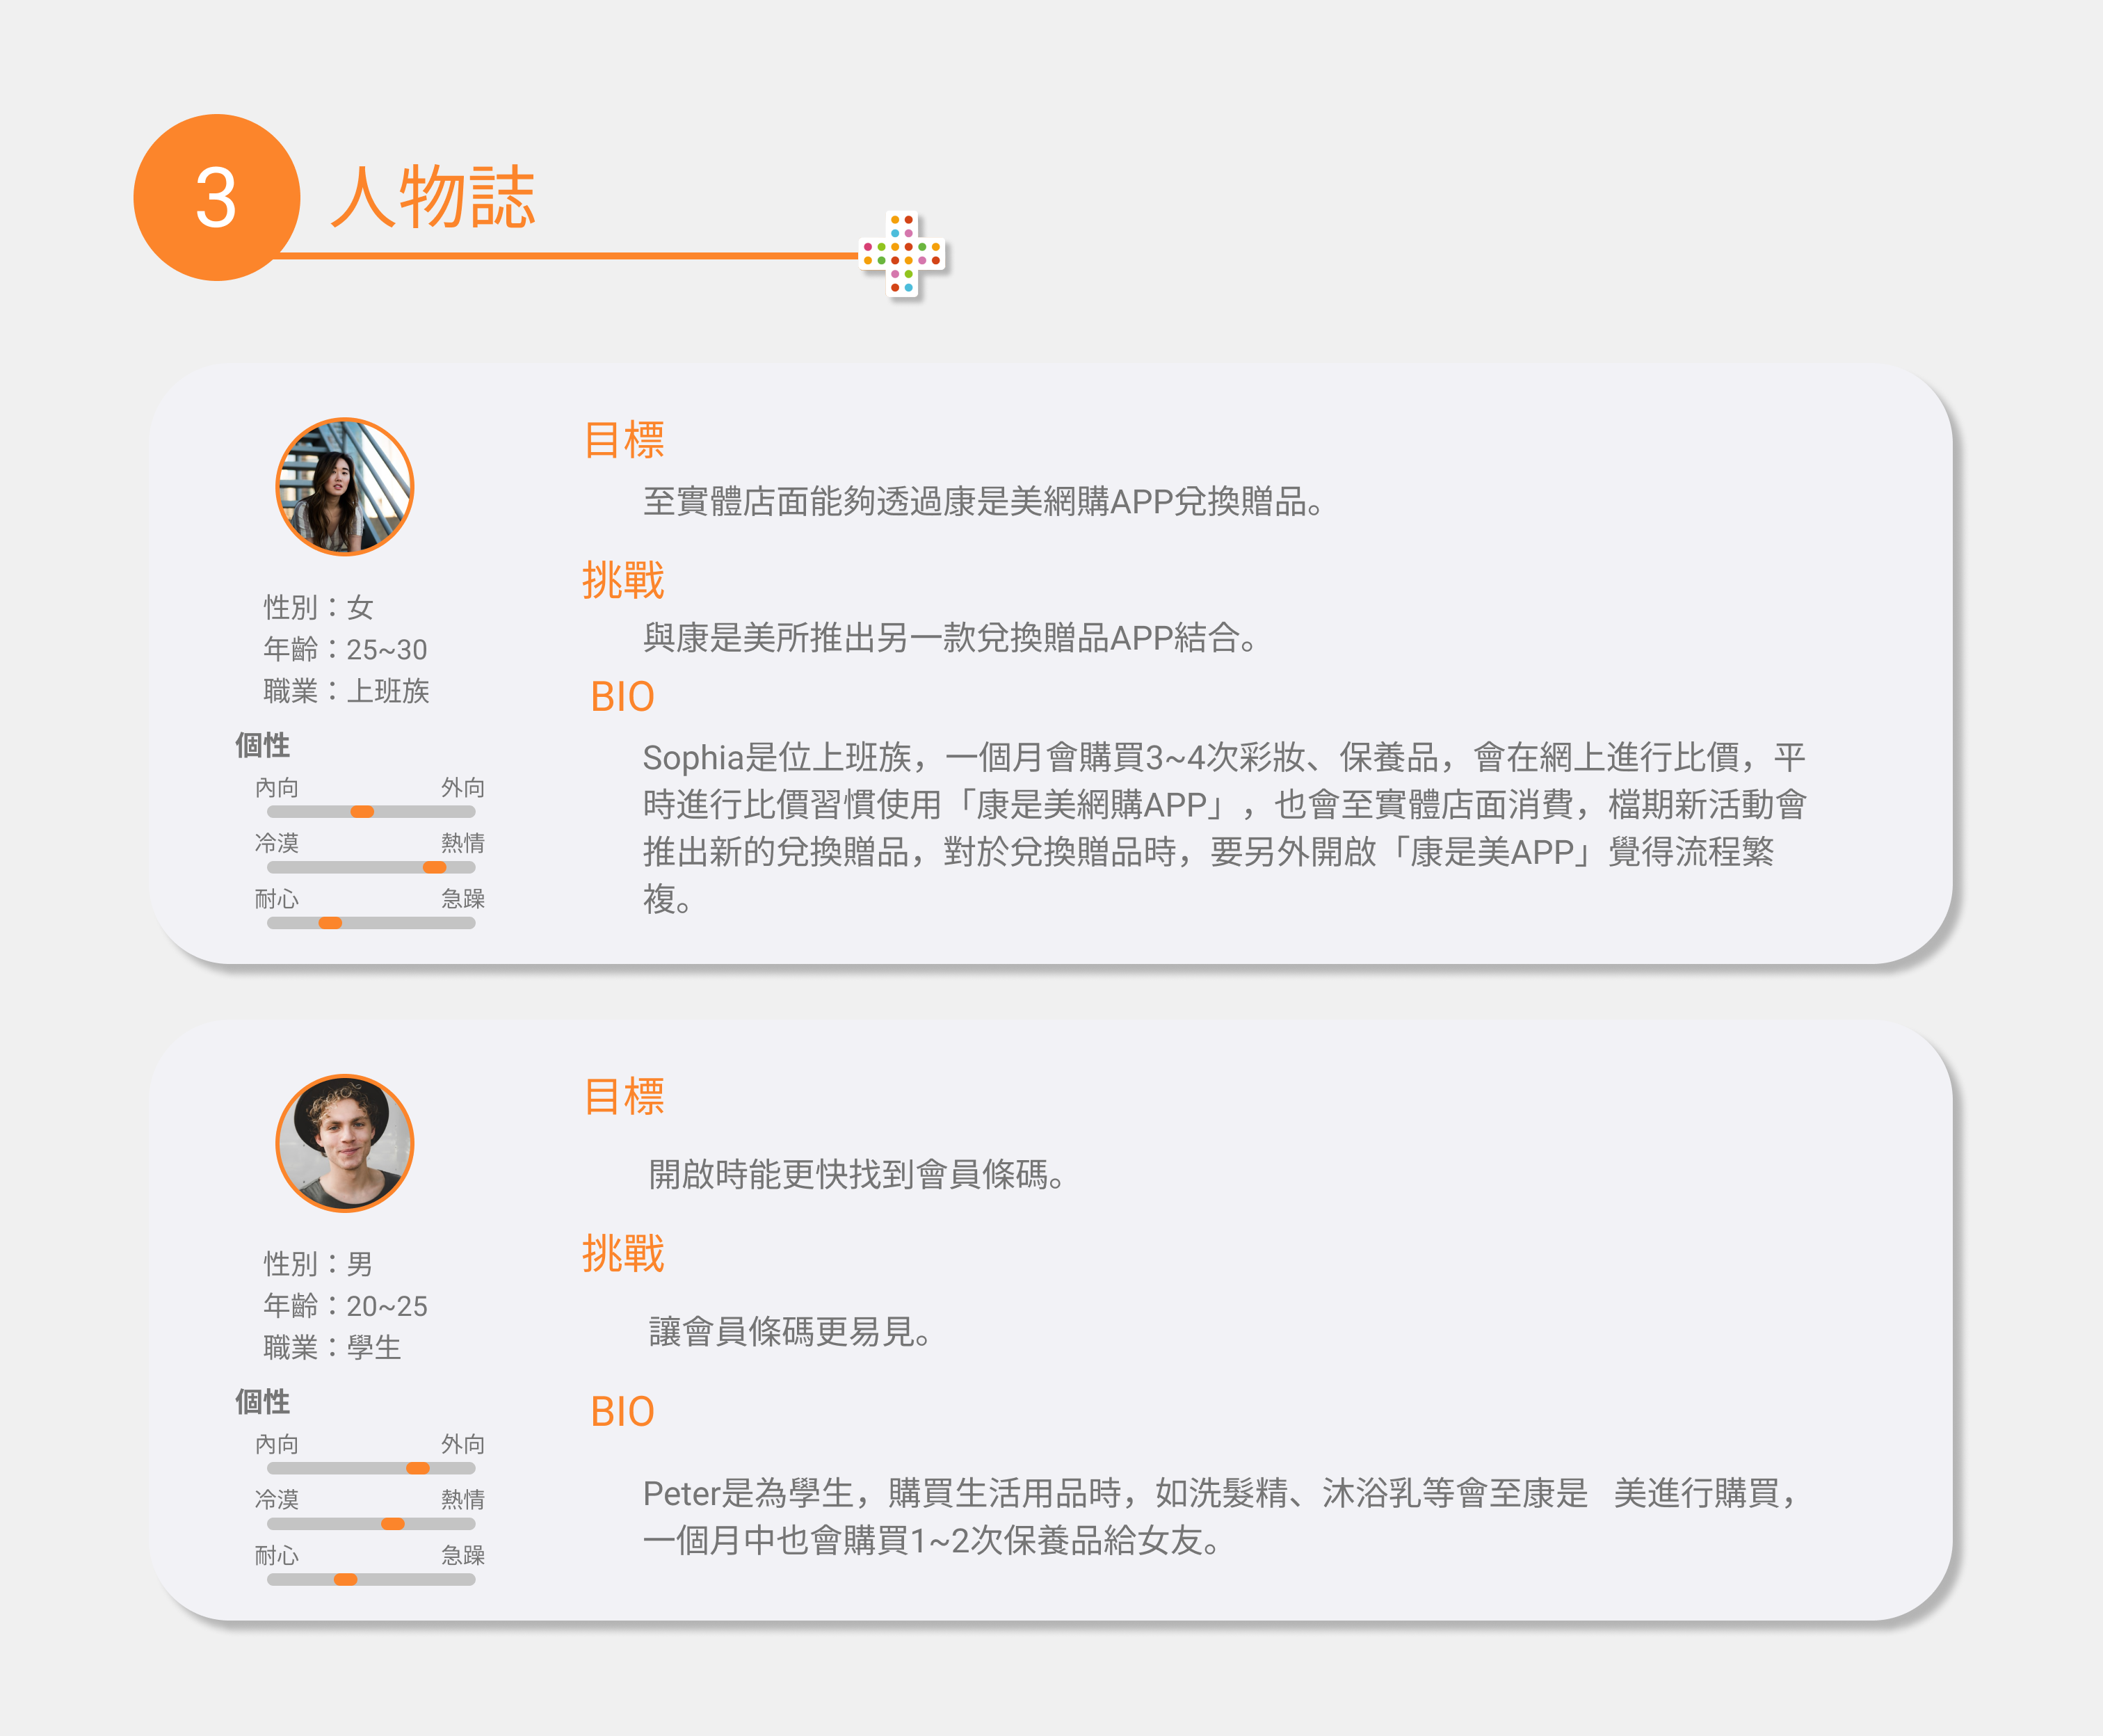 3
人物誌
性別：女
年齡：25~30
職業：上班族
個性
內向 外向
冷漠 熱情
耐心 急躁
目標
至實體店面能夠透過康是美網購APP兌換贈品。
挑戰
與康是美所推出另一款兌換贈品APP結合。
BIO
Sophia是位上班族，一個月會購買3~4次彩妝、保養品，會在網上進行比價，平
時進行比價習慣使用「康是美網購APP」，也會至實體店面消費，檔期新活動會
推出新的兌換贈品，對於兌換贈品時，要另外開啟「康是美APP」覺得流程繁
複。
性別：男
年齡：20~25
職業：學生
個性
內向 外向
冷漠 熱情
耐心 急躁
目標
開啟時能更快找到會員條碼。
挑戰
讓會員條碼更易見。
BIO
Peter是為學生，購買生活用品時，如洗髮精、沐浴乳等會至康是 美進行購買，
一個月中也會購買1~2次保養品給女友。